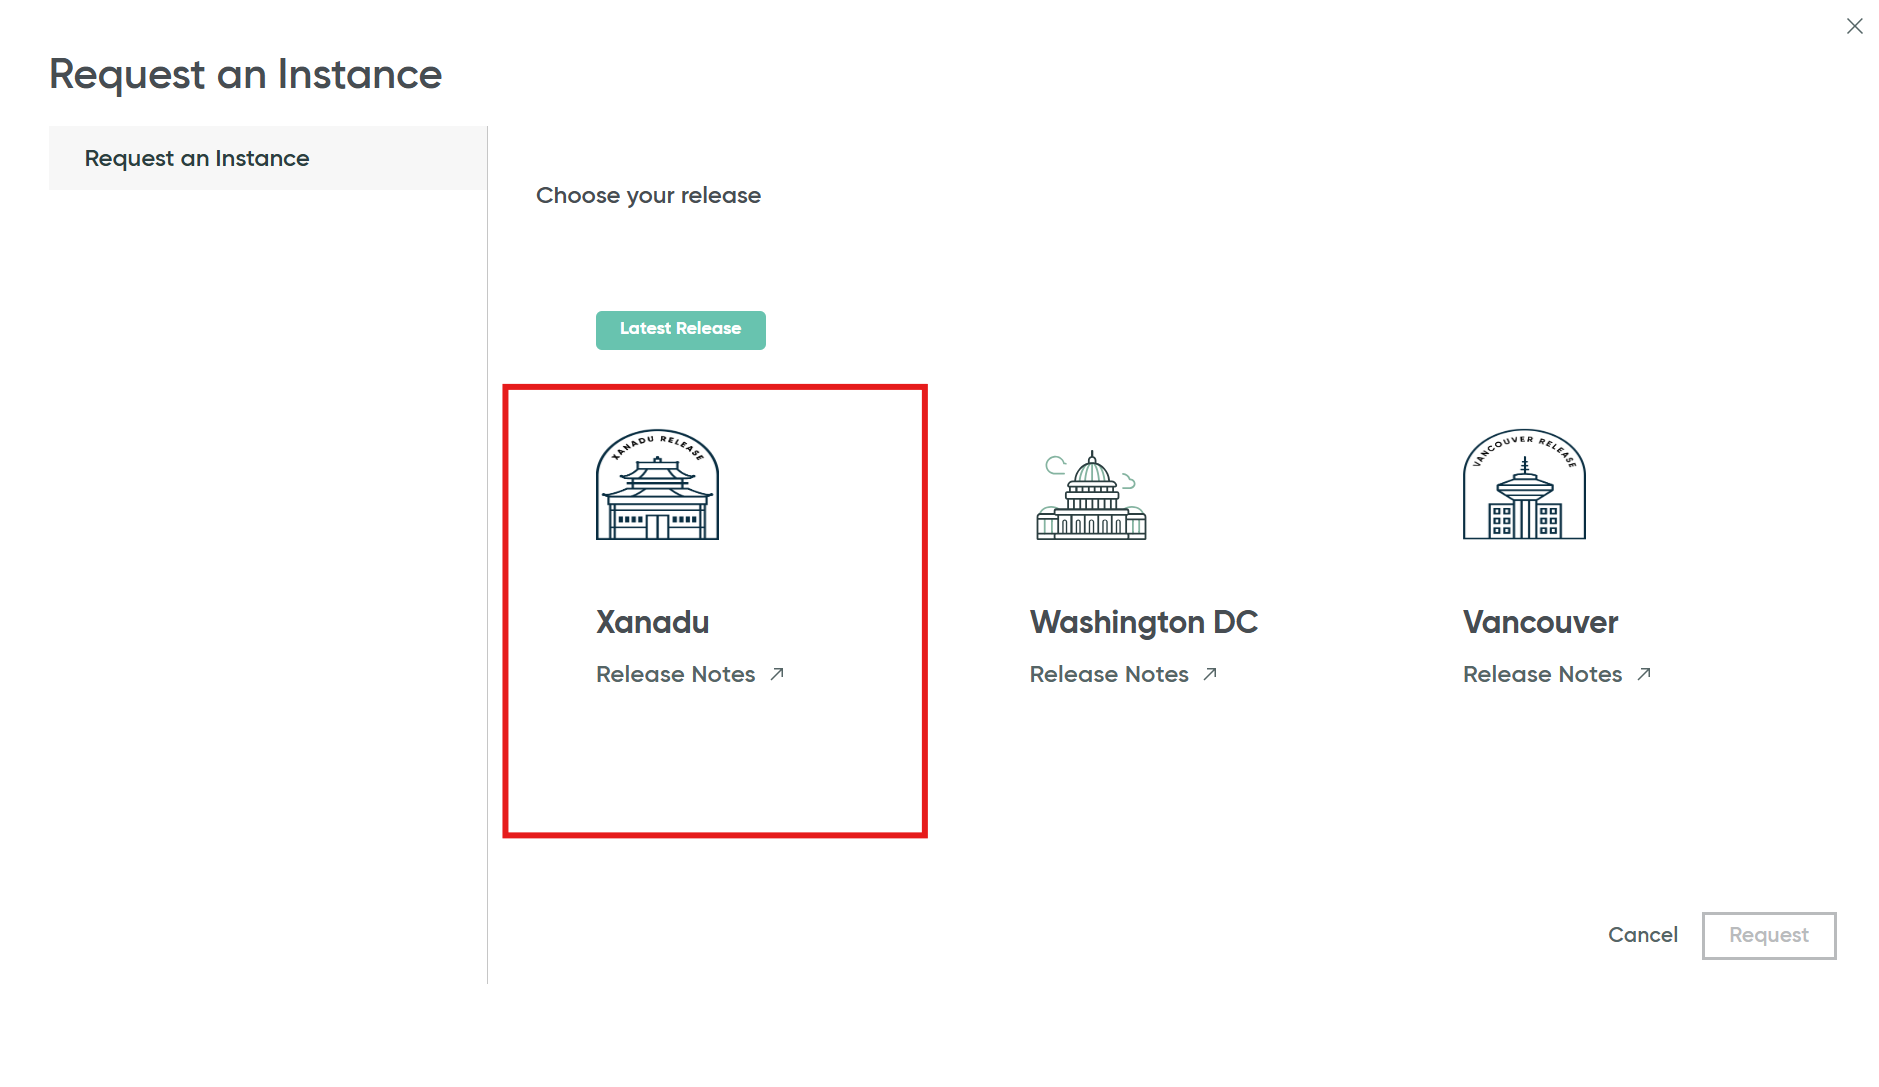 Request an Instance
Request an Instance
Choose your release
Latest Release
XANADU RELEASE
VANCOUVER RELEASE
Xanadu
Washington DC
Vancouver
Release Notes
Release Notes
Release Notes
Cancel
Request